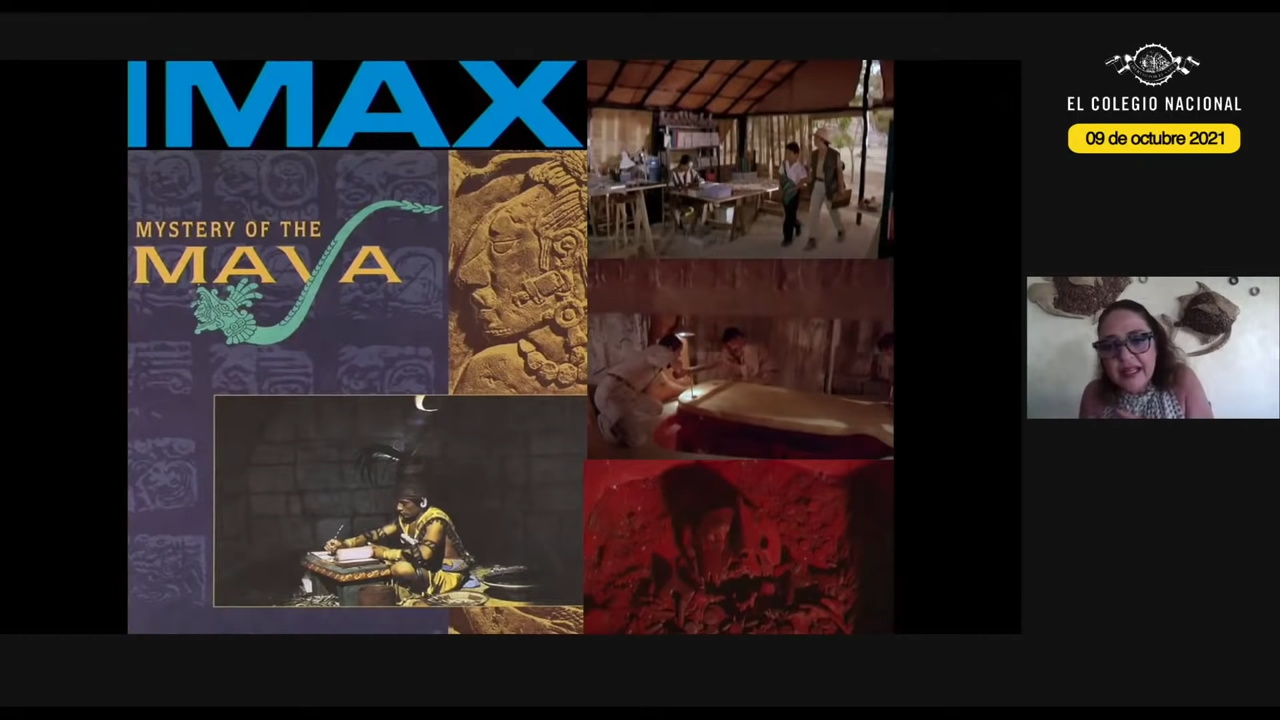 IMAX
MYSTERY OF THE
MAYA
EL COLEGIO NACIONAL
09 de octubre 2021